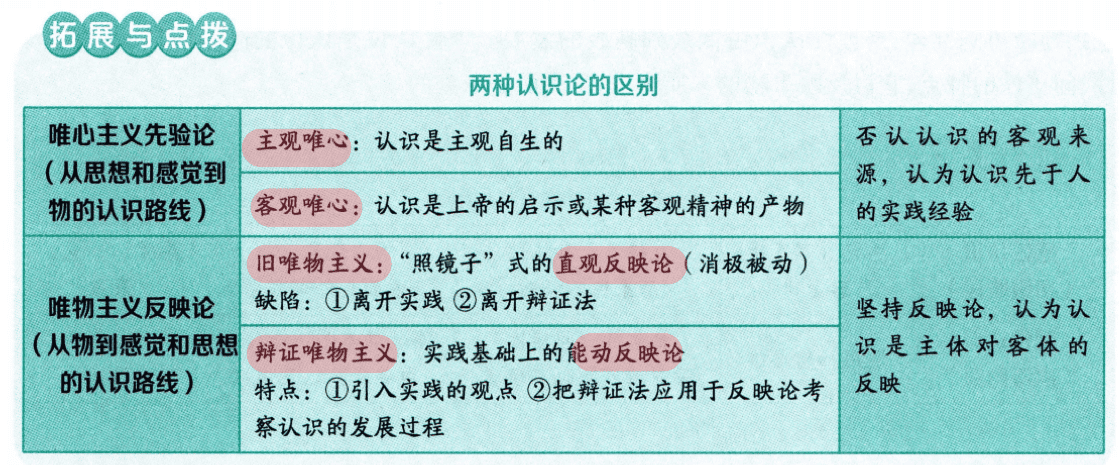 拓展与点拨
两种认识论的区别
唯心主义先验论
（从思想和感觉到
物的认识路线）
主观唯心：认识是主观自生的
客观唯心：认识是上帝的启示或某种客观精神的产物
否认认识的客观来
源，认为认识先于人
的实践经验
唯物主义反映论
（从物到感觉和思想
的认识路线）
旧唯物主义：“照镜子”式的直观反映论（消极被动）
缺陷：①离开实践 ②离开辩证法
辩证唯物主义：实践基础上的能动反映论
特点：①引入实践的观点 ②把辩证法应用于反映论考
察认识的发展过程
坚持反映论，认为认
识是主体对客体的
反映